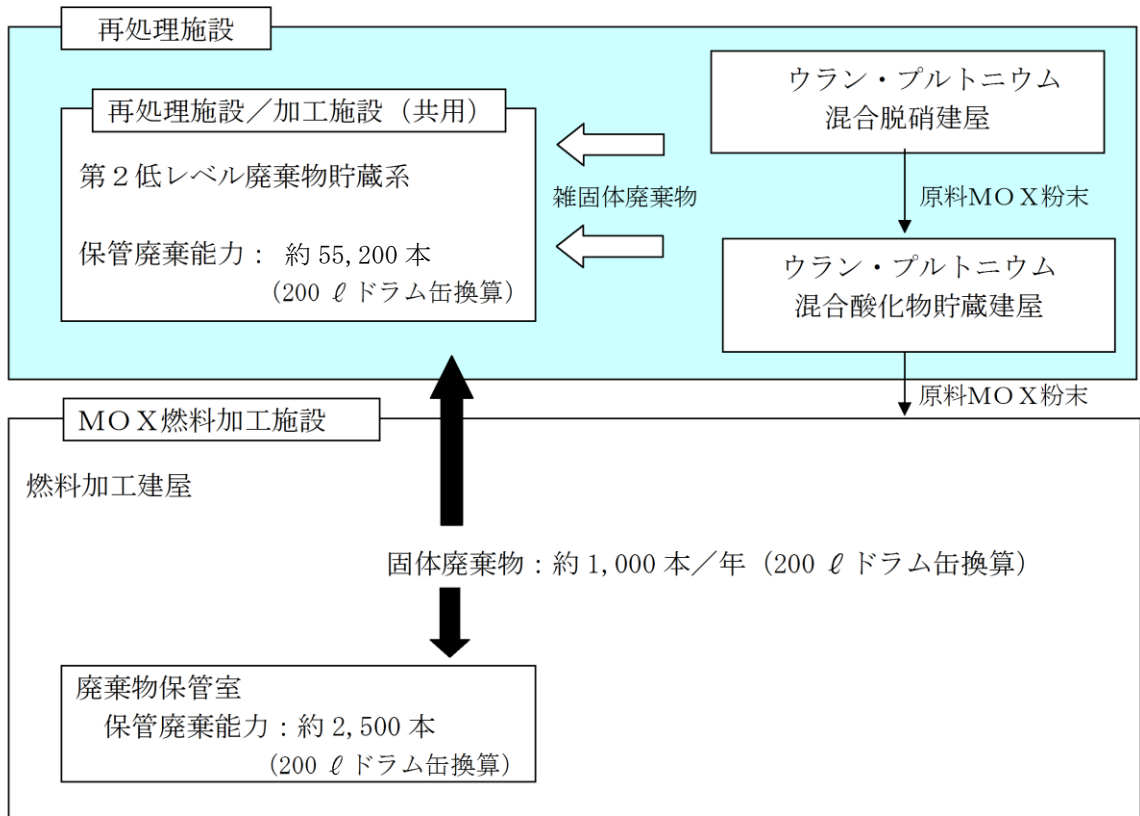 再処理施設
再処理施設／加工施設（共用）
第２低レベル廃棄物貯蔵系
保管廃棄能力： 約 55,200 本
（200 ℓ ドラム缶換算）
雑固体廃棄物
ウラン・プルトニウム
混合脱硝建屋
原料ＭＯＸ粉末
ウラン・プルトニウム
混合酸化物貯蔵建屋
原料ＭＯＸ粉末
ＭＯＸ燃料加工施設
燃料加工建屋
固体廃棄物：約 1,000 本／年（200 ℓ ドラム缶換算）
廃棄物保管室
保管廃棄能力：約 2,500 本
（200 ℓ ドラム缶換算）